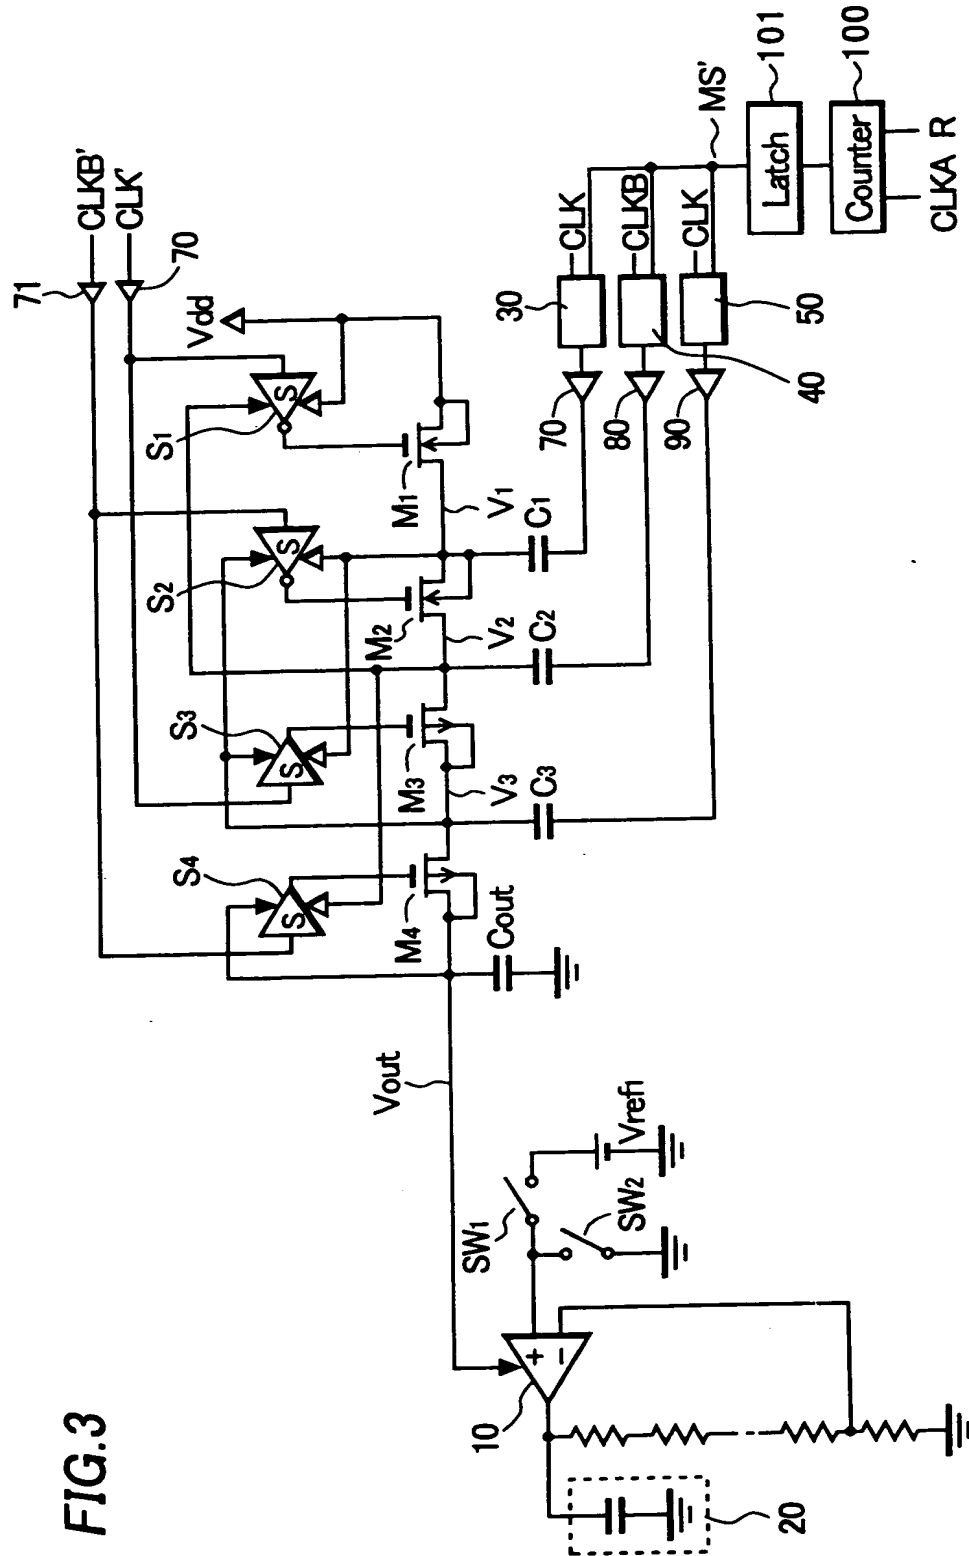 FIG.3
71
CLKB'
CLK'
70
Vdd
S4
S3
S2
S1
S
S
S
S
M4
M3
M2
M1
Vout
V3
V2
V1
Cout
C3
C2
C1
70
80
90
30
40
50
CLK
CLKB
CLK
MS'
Latch
101
Counter
100
CLKA
R
SW1
SW2
Vref1
10
+
−
20